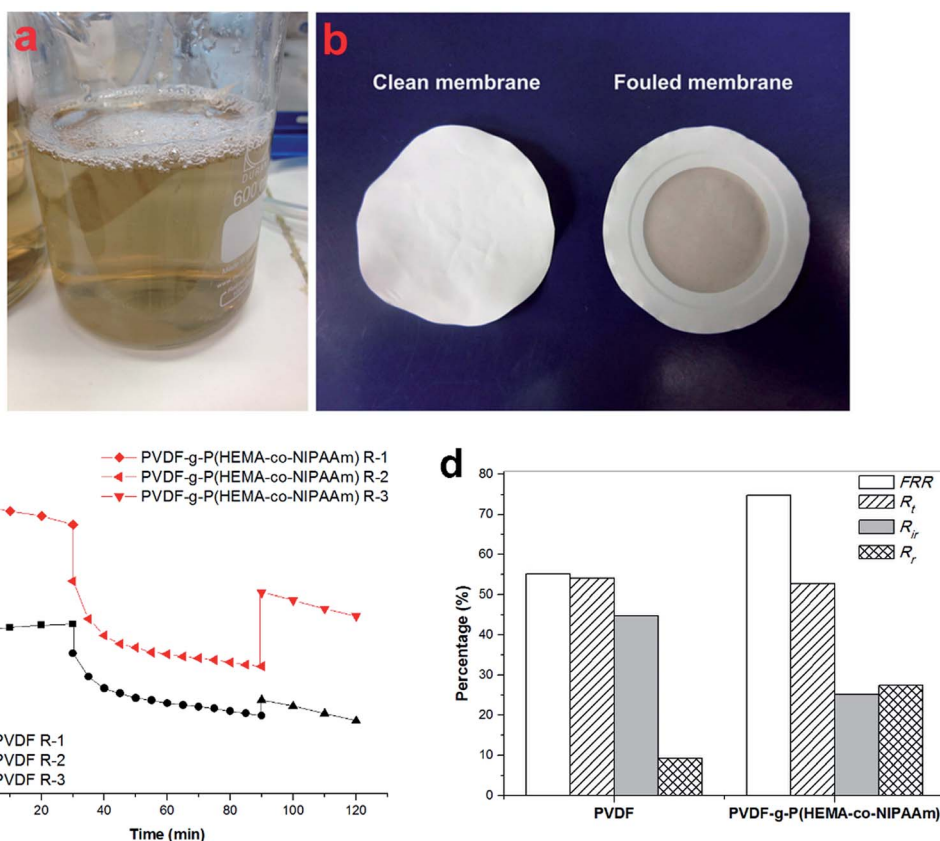 a
600
b
Clean membrane
Fouled membrane
PVDF-g-P(HEMA-co-NIPAAm) R-1
PVDF-g-P(HEMA-co-NIPAAm) R-2
PVDF-g-P(HEMA-co-NIPAAm) R-3
PVDF R-1
PVDF R-2
PVDF R-3
20
40
60
80
100
120
Time (min)
d
80
70
60
50
40
30
20
10
0
Percentage (%)
FRR
Rt
Rir
Rr
PVDF
PVDF-g-P(HEMA-co-NIPAAm)